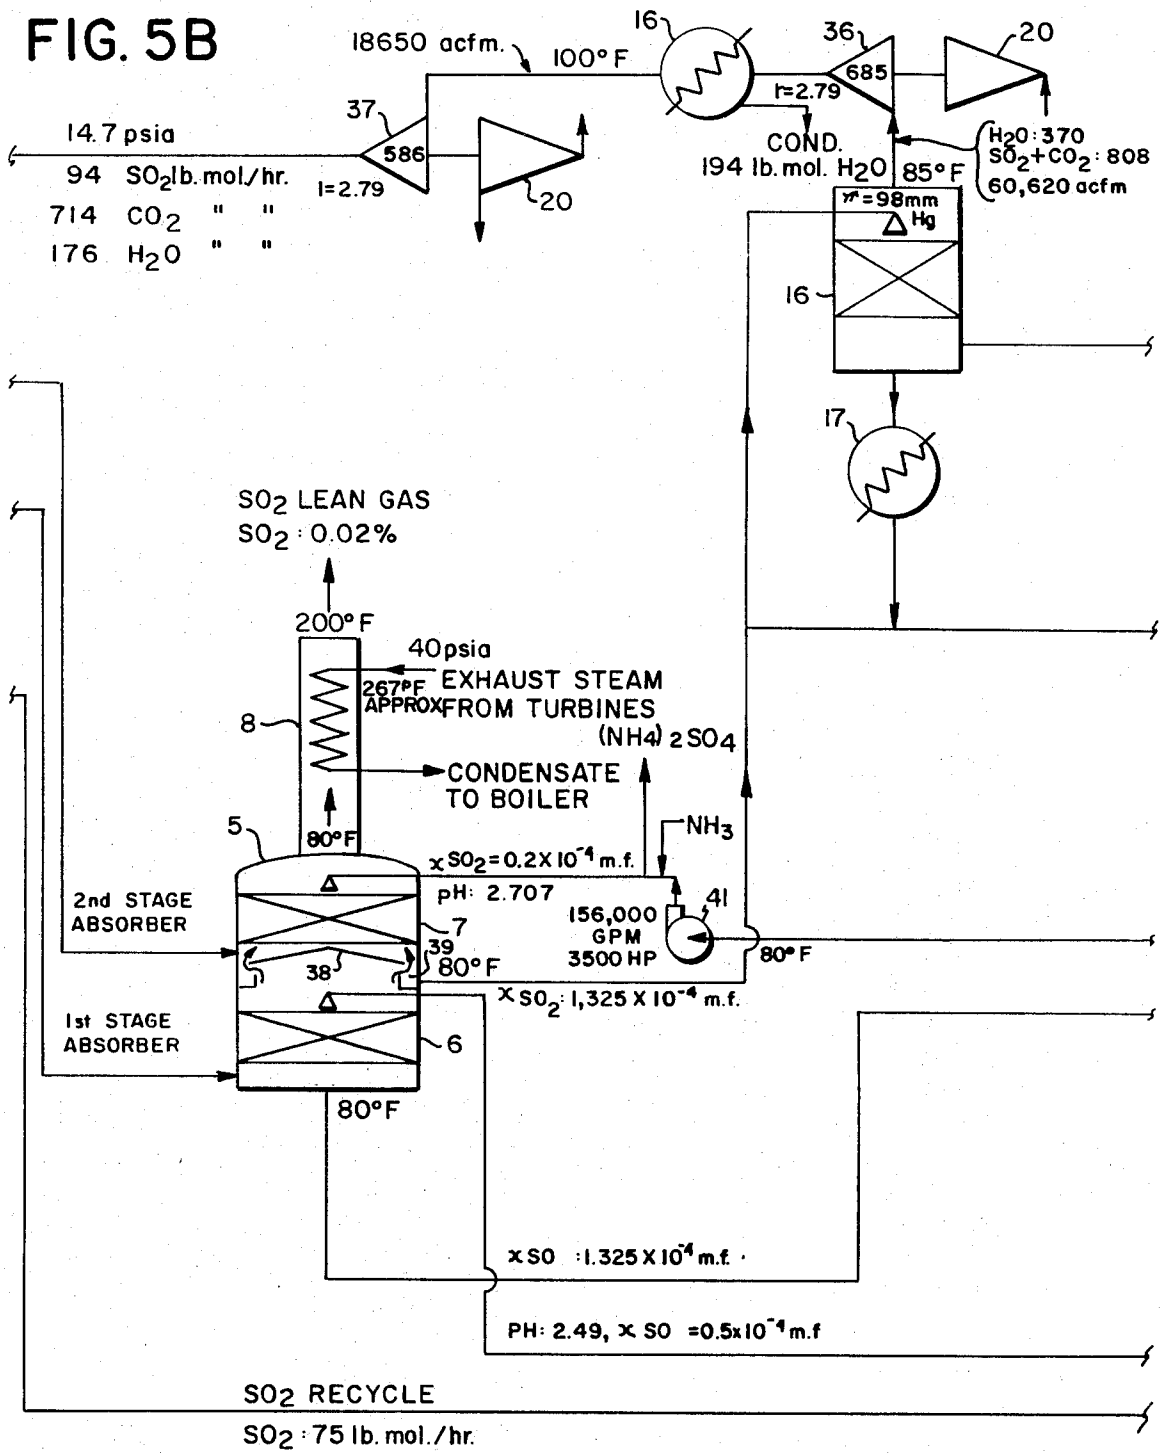 FIG. 5B
18650 acfm.
100°F
16
36
20
685
r=2.79
37
586
20
14.7 psia
94 SO2 lb. mol./hr.
714 CO2 " "
176 H2O " "
1=2.79
COND.
194 lb. mol. H2O
85°F
H2O: 370
SO2+CO2: 808
60,620 acfm
π=98mm
Hg
16
17
SO2 LEAN GAS
SO2: 0.02%
200°F
40 psia
267°F
APPROX
EXHAUST STEAM
FROM TURBINES
8
(NH4)2SO4
CONDENSATE
TO BOILER
80°F
5
NH3
x SO2=0.2X10-4 m.f.
pH: 2.707
2nd STAGE
ABSORBER
7
156,000
GPM
3500 HP
41
80°F
39
38
80°F
x SO2:1,325 X 10-4 m.f.
1st STAGE
ABSORBER
6
80°F
x SO :1.325X10-4 m.f.
PH: 2.49, x SO =0.5x10-4 m.f
SO2 RECYCLE
SO2: 75 lb. mol./hr.